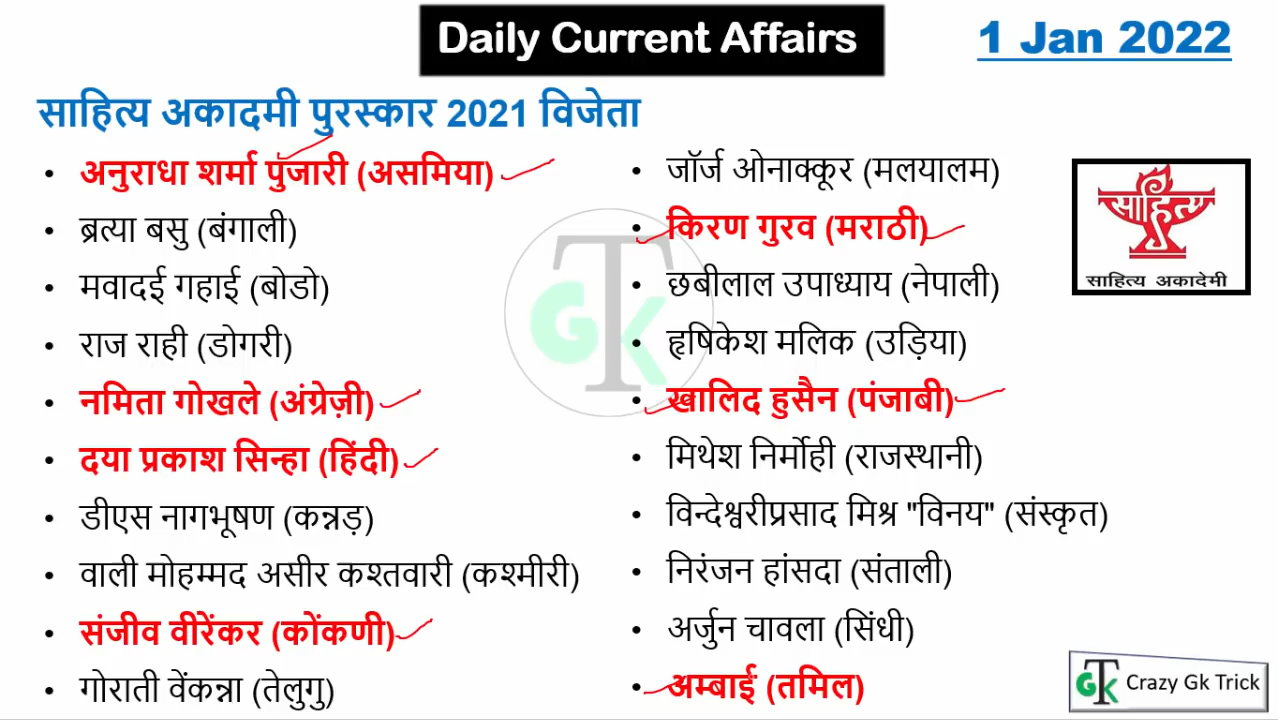 Daily Current Affairs
1 Jan 2022
साहित्य अकादमी पुरस्कार 2021 विजेता
• अनुराधा शर्मा पुजारी (असमिया)
• ब्रत्या बसु (बंगाली)
• मवादई गहाई (बोडो)
• राज राही (डोगरी)
• नमिता गोखले (अंग्रेज़ी)
• दया प्रकाश सिन्हा (हिंदी)
• डीएस नागभूषण (कन्नड़)
• वाली मोहम्मद असीर कश्तवारी (कश्मीरी)
• संजीव वीरेंकर (कोंकणी)
• गोराती वेंकन्ना (तेलुगु)
• जॉर्ज ओनाक्कूर (मलयालम)
• किरण गुरव (मराठी)
• छबीलाल उपाध्याय (नेपाली)
• हृषिकेश मलिक (उड़िया)
• खालिद हुसैन (पंजाबी)
• मिथेश निर्मोही (राजस्थानी)
• विन्देश्वरीप्रसाद मिश्र "विनय" (संस्कृत)
• निरंजन हांसदा (संताली)
• अर्जुन चावला (सिंधी)
• अम्बाई (तमिल)
साहित्य
साहित्य अकादेमी
GTK
GTK Crazy Gk Trick